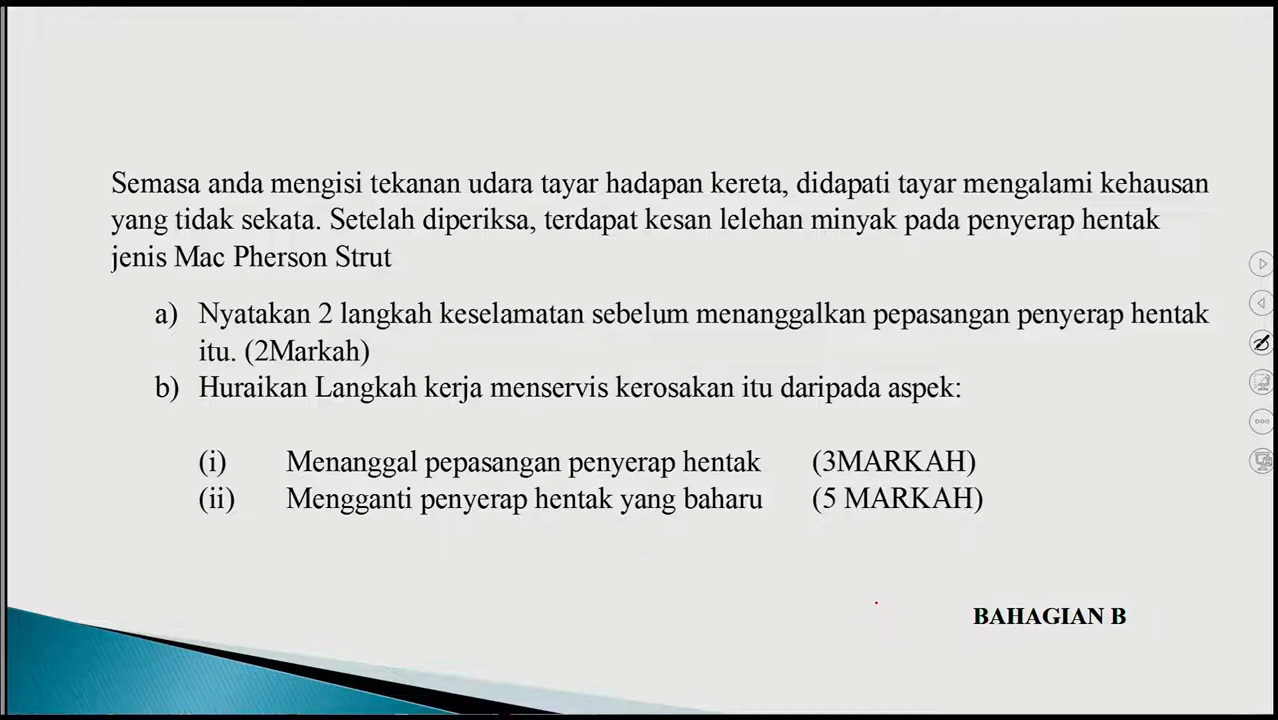 Semasa anda mengisi tekanan udara tayar hadapan kereta, didapati tayar mengalami kehausan
yang tidak sekata. Setelah diperiksa, terdapat kesan lelehan minyak pada penyerap hentak
jenis Mac Pherson Strut
a) Nyatakan 2 langkah keselamatan sebelum menanggalkan pepasangan penyerap hentak
itu. (2Markah)
b) Huraikan Langkah kerja menservis kerosakan itu daripada aspek:
(i) Menanggal pepasangan penyerap hentak (3MARKAH)
(ii) Mengganti penyerap hentak yang baharu (5 MARKAH)
BAHAGIAN B